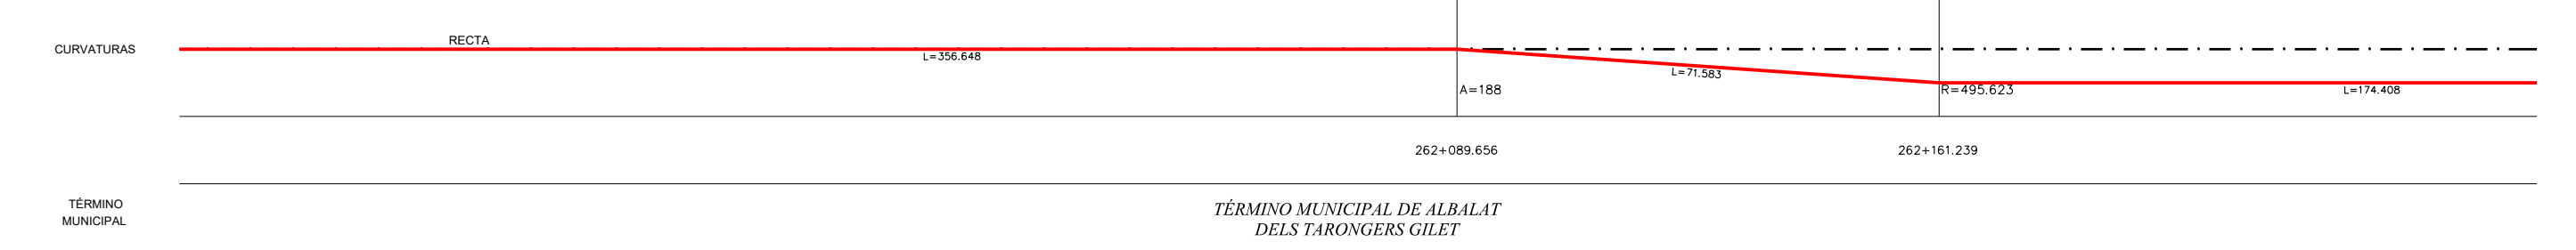 CURVATURAS
RECTA
L=356.648
L=71.583
A=188
R=495.623
L=174.408
262+089.656
262+161.239
TÉRMINO
MUNICIPAL
TÉRMINO MUNICIPAL DE ALBALAT
DELS TARONGERS GILET